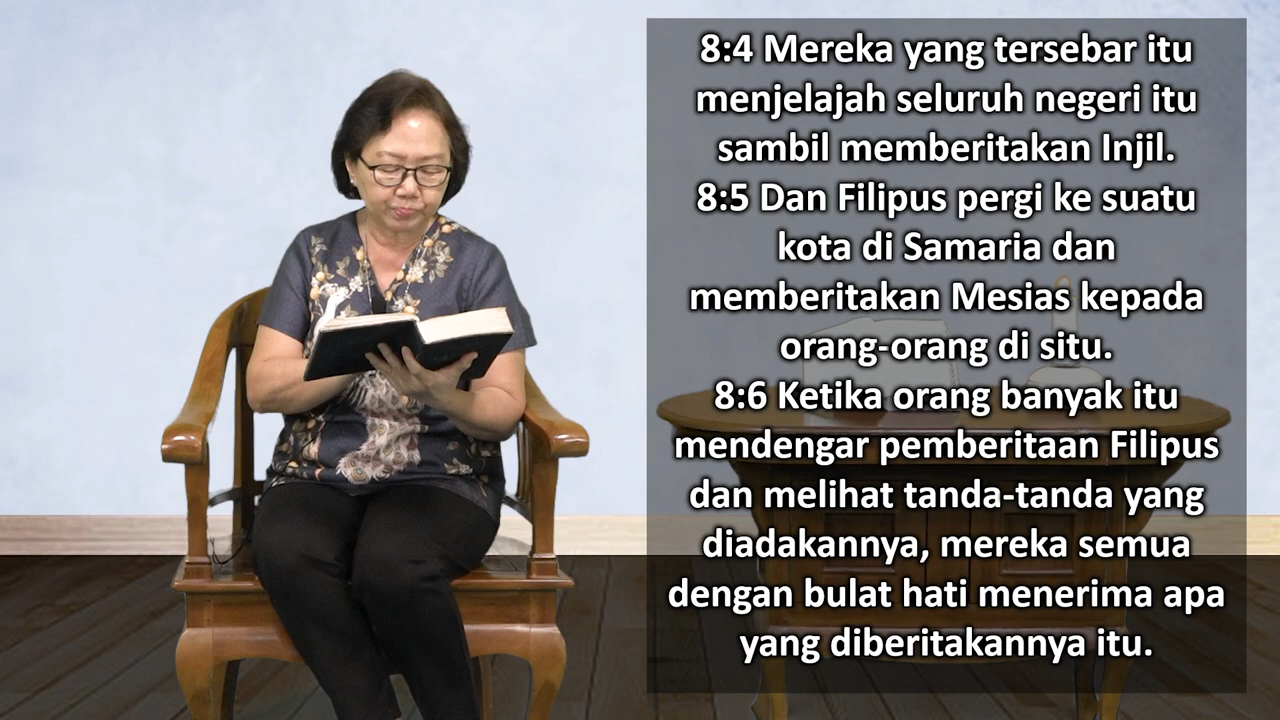 8:4 Mereka yang tersebar itu
menjelajah seluruh negeri itu
sambil memberitakan Injil.
8:5 Dan Filipus pergi ke suatu
kota di Samaria dan
memberitakan Mesias kepada
orang-orang di situ.
8:6 Ketika orang banyak itu
mendengar pemberitaan Filipus
dan melihat tanda-tanda yang
diadakannya, mereka semua
dengan bulat hati menerima apa
yang diberitakannya itu.